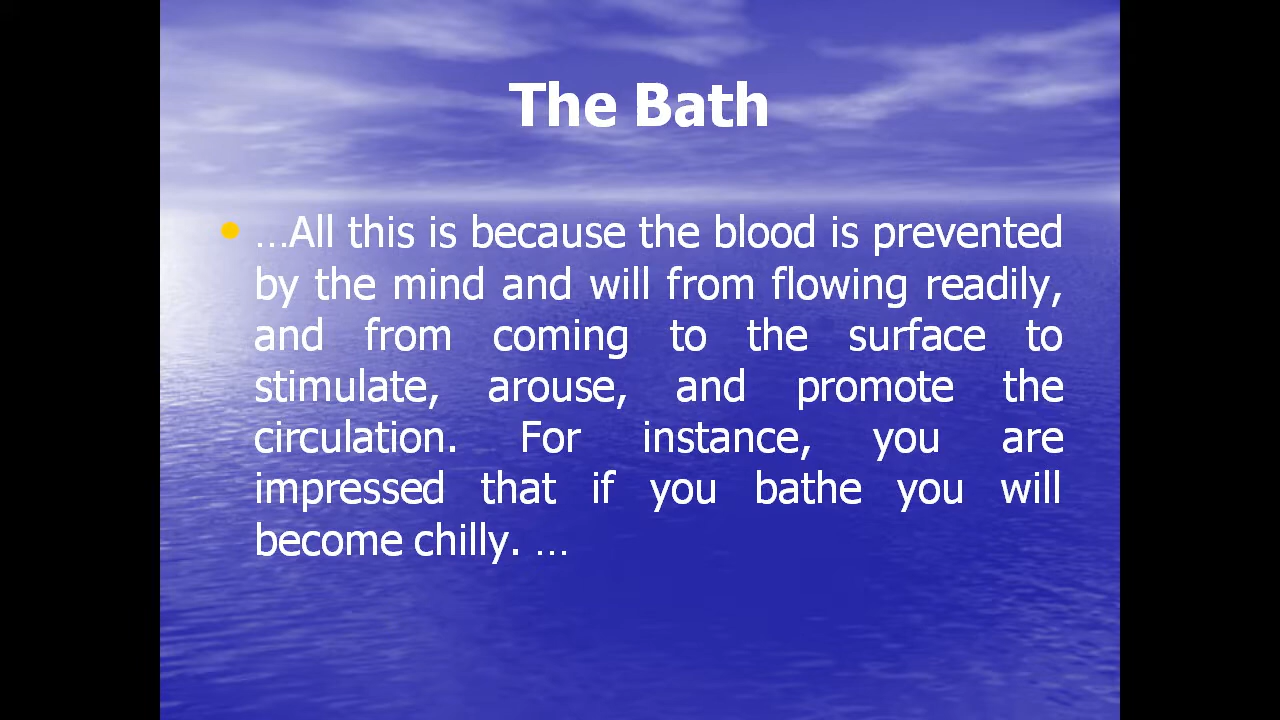 The Bath
• …All this is because the blood is prevented
by the mind and will from flowing readily,
and from coming to the surface to
stimulate, arouse, and promote the
circulation. For instance, you are
impressed that if you bathe you will
become chilly. …